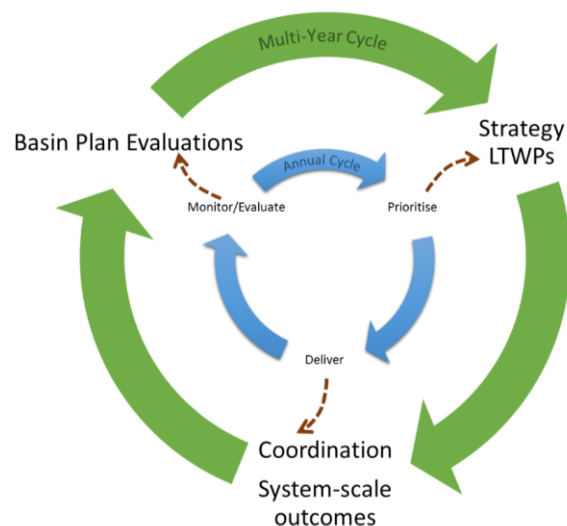 Multi-Year Cycle
Basin Plan Evaluations
Strategy
LTWPs
Annual Cycle
Monitor/Evaluate
Prioritise
Deliver
Coordination
System-scale
outcomes